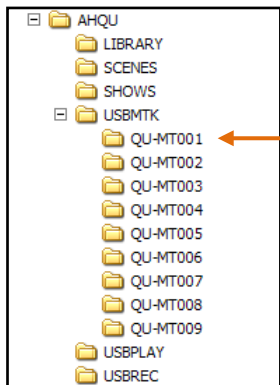 AHQU
LIBRARY
SCENES
SHOWS
USBMTK
QU-MT001
QU-MT002
QU-MT003
QU-MT004
QU-MT005
QU-MT006
QU-MT007
QU-MT008
QU-MT009
USBPLAY
USBREC